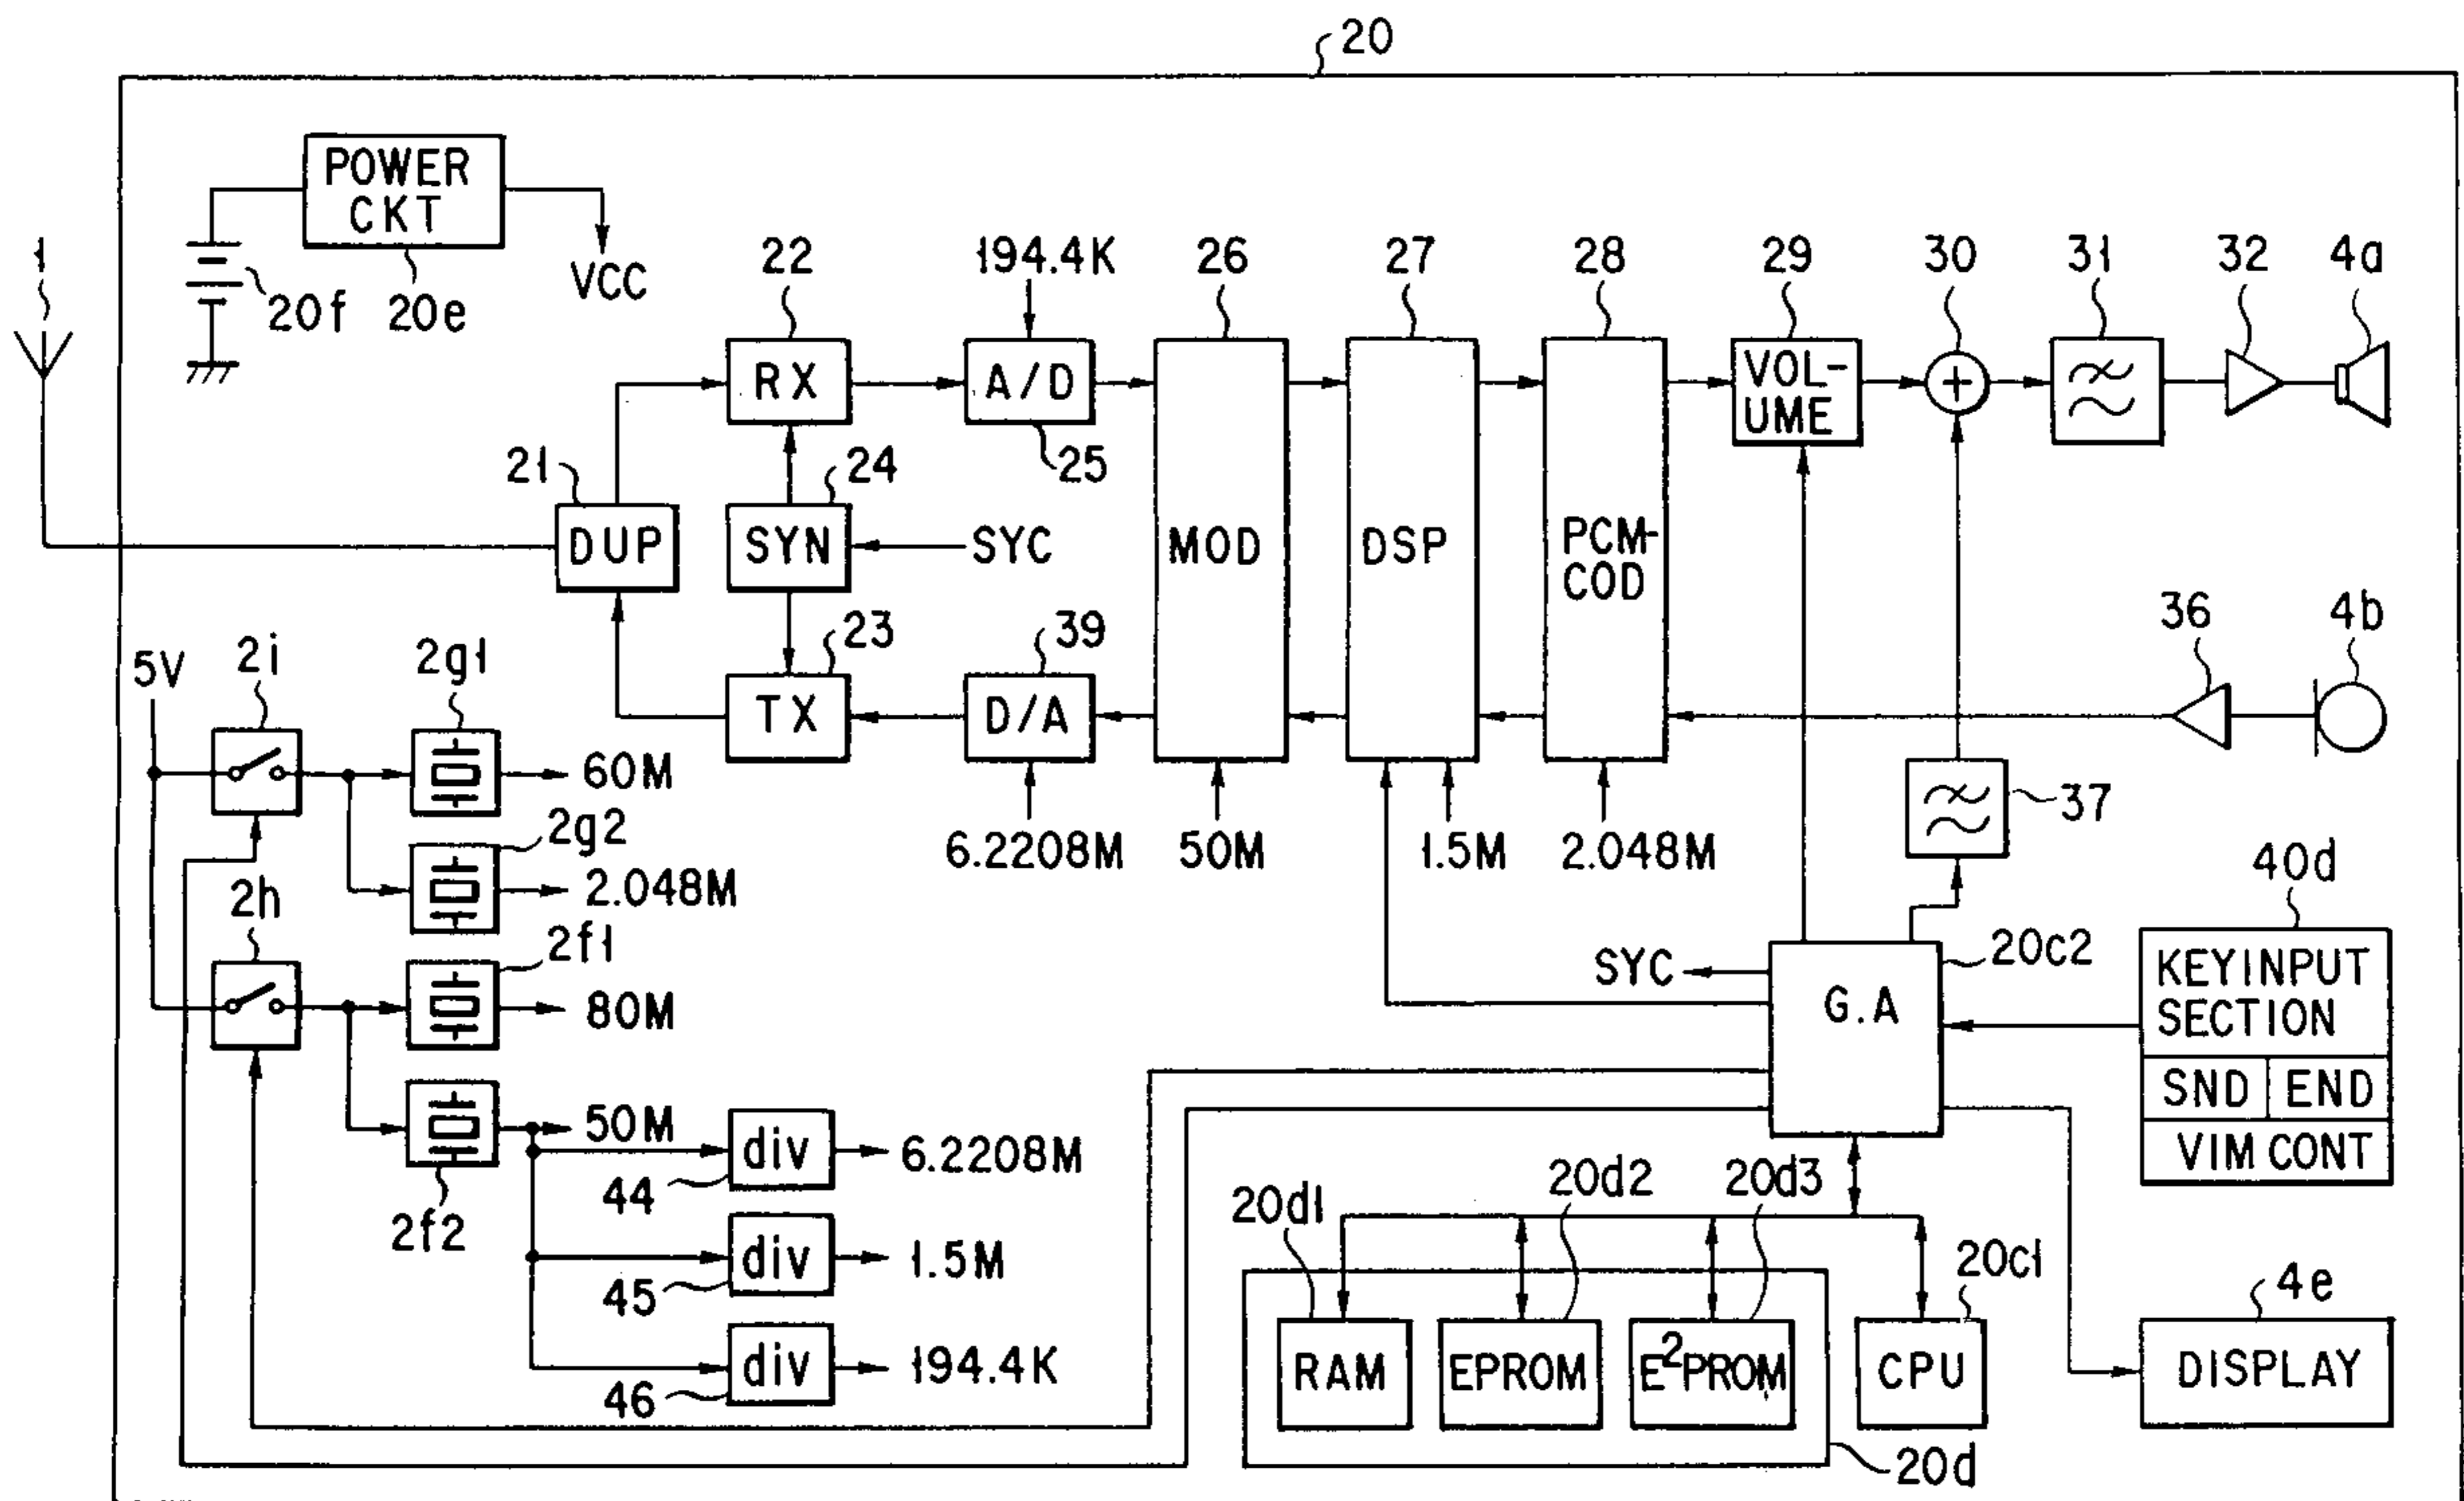 20
POWER
CKT
VCC
20f
20e
1
22
194.4K
26
27
28
29
30
31
32
4a
RX
A/D
VOL-
UME
+
21
24
25
DUP
SYN
SYC
MOD
DSP
PCM-
COD
23
39
36
4b
TX
D/A
5V
2i
2g1
60M
6.2208M
50M
1.5M
2.048M
37
2g2
2.048M
2h
2f1
80M
40d
SYC
20c2
G.A
KEYINPUT
SECTION
SND
END
VIM CONT
50M
2f2
div
44
6.2208M
div
45
1.5M
div
46
194.4K
20d1
20d2
20d3
20c1
4e
RAM
EPROM
E²PROM
CPU
DISPLAY
20d